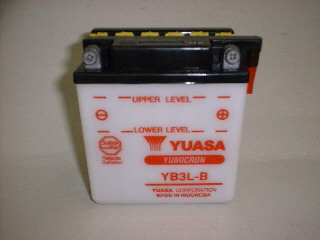 UPPER LEVEL
LOWER LEVEL
YUASA
YUMICRON
YB3L-B
YUASA CORPORATION
MADE IN INDONESIA